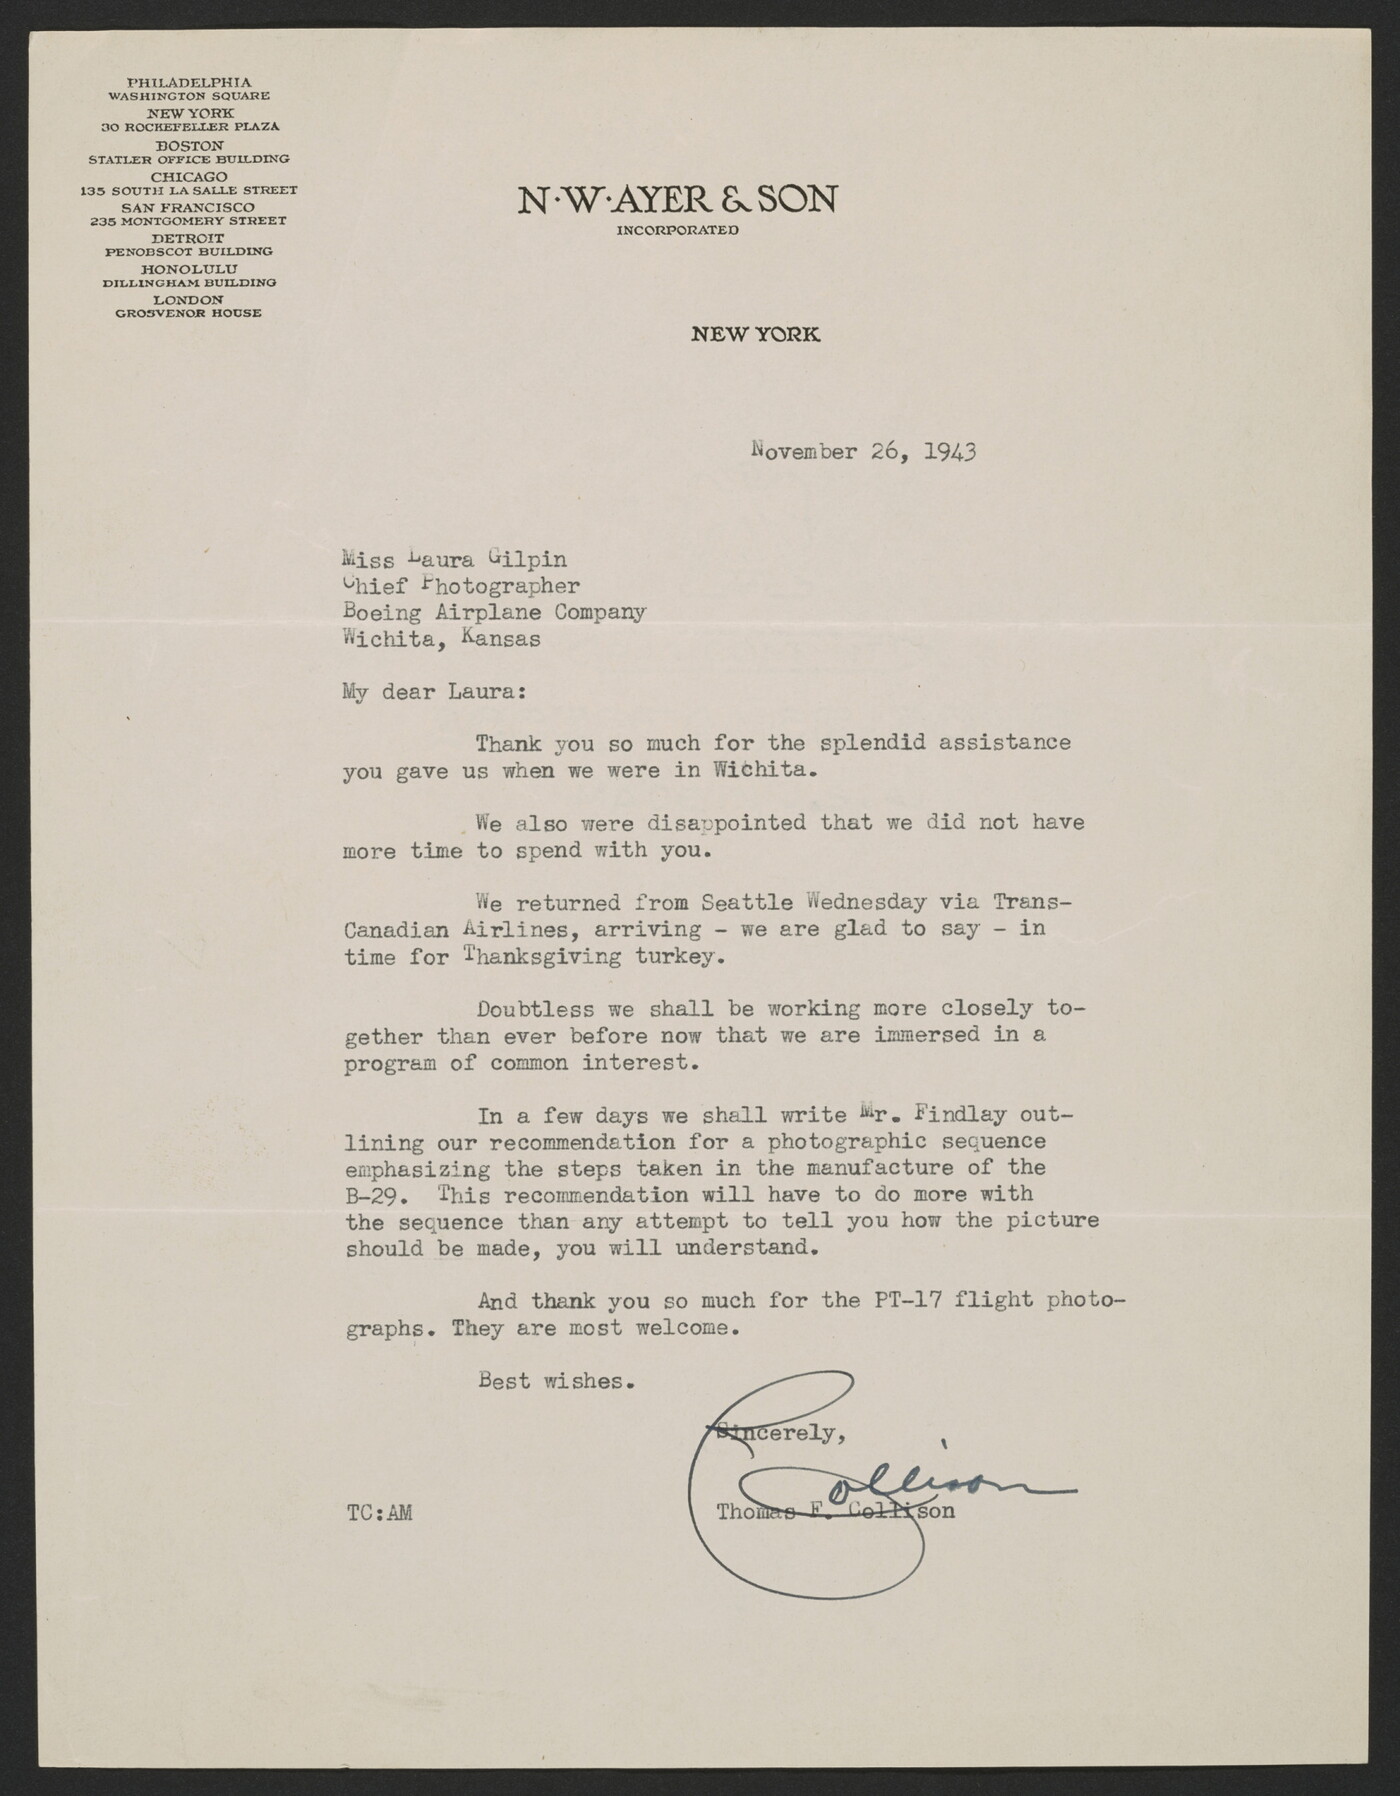 PHILADELPHIA
WASHINGTON SQUARE
NEW YORK
30 ROCKEFELLER PLAZA
BOSTON
STATLER OFFICE BUILDING
CHICAGO
135 SOUTH LA SALLE STREET
SAN FRANCISCO
235 MONTGOMERY STREET
DETROIT
PENOBSCOT BUILDING
HONOLULU
DILLINGHAM BUILDING
LONDON
GROSVENOR HOUSE
N·W·AYER & SON
INCORPORATED
NEW YORK
November 26, 1943
Miss Laura Gilpin
Chief Photographer
Boeing Airplane Company
Wichita, Kansas
My dear Laura:
Thank you so much for the splendid assistance
you gave us when we were in Wichita.
We also were disappointed that we did not have
more time to spend with you.
We returned from Seattle Wednesday via Trans-
Canadian Airlines, arriving - we are glad to say - in
time for Thanksgiving turkey.
Doubtless we shall be working more closely to-
gether than ever before now that we are immersed in a
program of common interest.
In a few days we shall write Mr. Findlay out-
lining our recommendation for a photographic sequence
emphasizing the steps taken in the manufacture of the
B-29. This recommendation will have to do more with
the sequence than any attempt to tell you how the picture
should be made, you will understand.
And thank you so much for the PT-17 flight photo-
graphs. They are most welcome.
Best wishes.
Sincerely,
Collison
TC:AM Thomas F. Collison